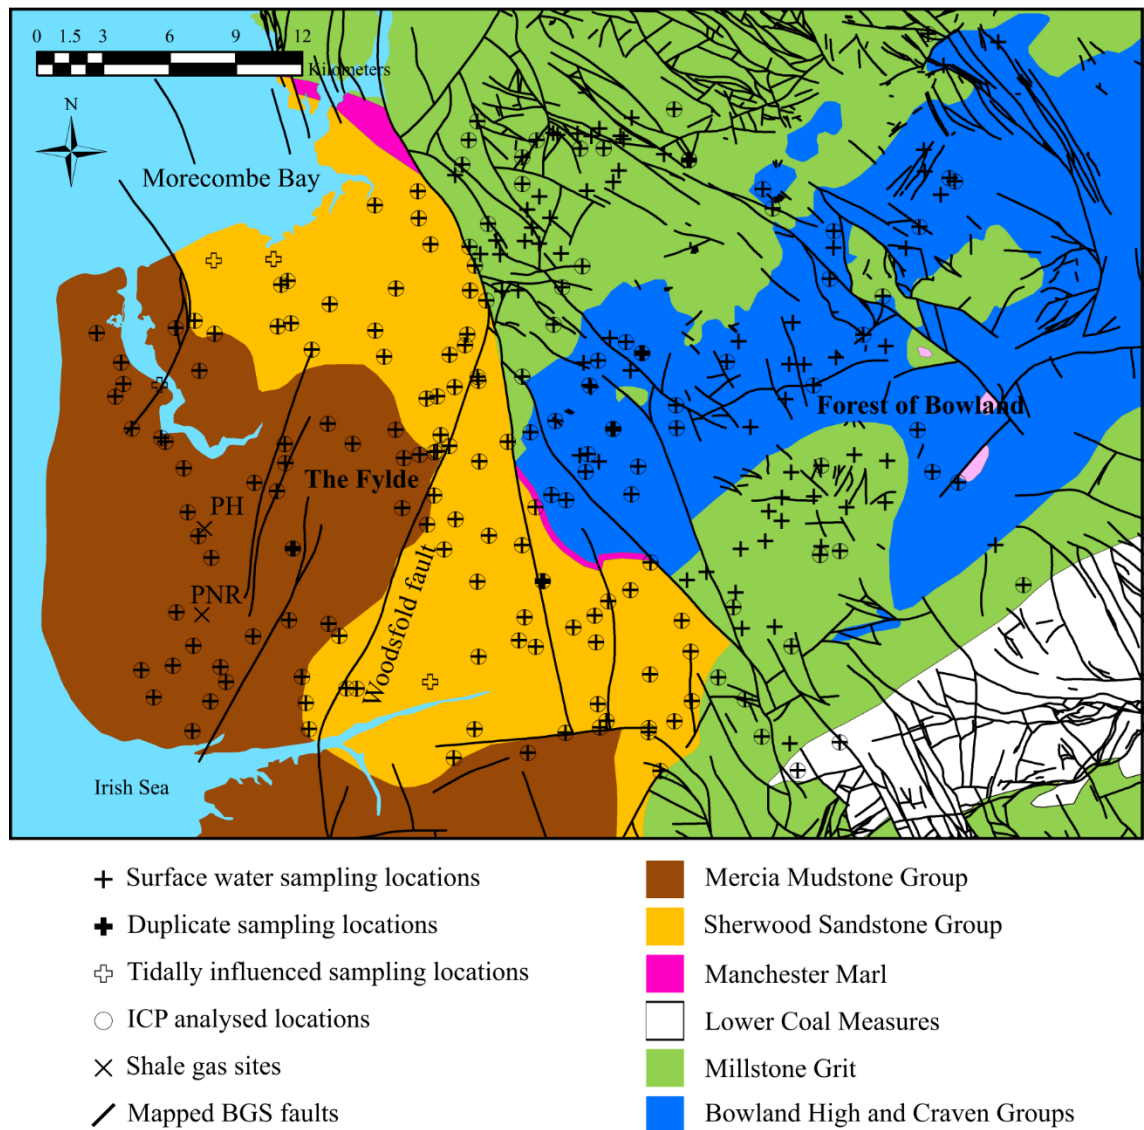 0 1.5 3 6 9 12
Kilometers
N
Morecombe Bay
Forest of Bowland
The Fylde
PH
PNR
Woodsfold fault
Irish Sea
Surface water sampling locations
Duplicate sampling locations
Tidally influenced sampling locations
ICP analysed locations
Shale gas sites
Mapped BGS faults
Mercia Mudstone Group
Sherwood Sandstone Group
Manchester Marl
Lower Coal Measures
Millstone Grit
Bowland High and Craven Groups